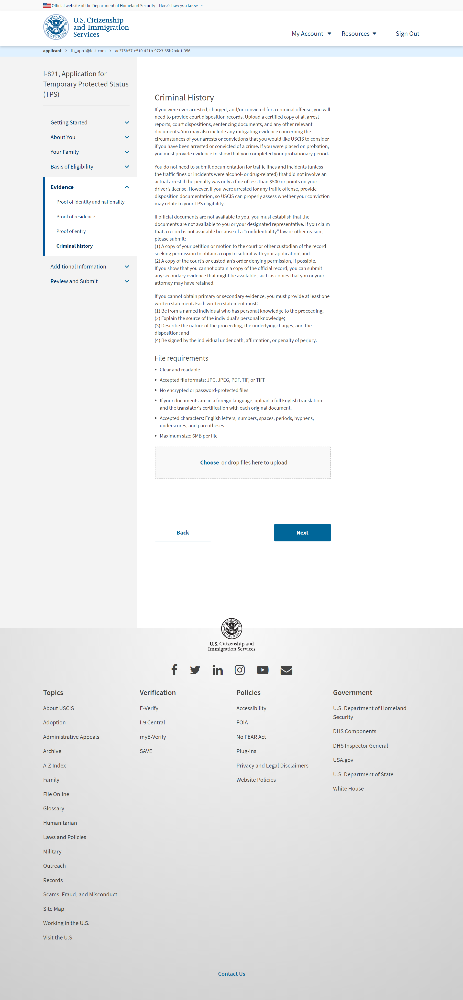 Official website of the Department of Homeland Security Here's how you know
U.S. Citizenship
and Immigration
Services
My Account Resources Sign Out
applicant > tb_app1@test.com > ac375b57-e510-421b-9723-65b2b4e1f356
I-821, Application for
Temporary Protected Status
(TPS)
Getting Started
About You
Your Family
Basis of Eligibility
Evidence
Proof of identity and nationality
Proof of residence
Proof of entry
Criminal history
Additional Information
Review and Submit
Criminal History
If you were ever arrested, charged, and/or convicted for a criminal offense, you will
need to provide court disposition records. Upload a certified copy of all arrest
reports, court dispositions, sentencing documents, and any other relevant
documents. You may also include any mitigating evidence concerning the
circumstances of your arrests or convictions that you would like USCIS to consider
if you have been arrested or convicted of a crime. If you were placed on probation,
you must provide evidence to show that you completed your probationary period.
You do not need to submit documentation for traffic fines and incidents (unless
the traffic fines or incidents were alcohol- or drug-related) that did not involve an
actual arrest if the penalty was only a fine of less than $500 or points on your
driver's license. However, if you were arrested for any traffic offense, provide
disposition documentation, so USCIS can properly assess whether your conviction
may relate to your TPS eligibility.
If official documents are not available to you, you must establish that the
documents are not available to you or your designated representative. If you claim
that a record is not available because of a “confidentiality” law or other reason,
please submit:
(1) A copy of your petition or motion to the court or other custodian of the record
seeking permission to obtain a copy to submit with your application; and
(2) A copy of the court's or custodian's order denying permission, if possible.
If you show that you cannot obtain a copy of the official record, you can submit
any secondary evidence that might be available, such as copies that you or your
attorney may have retained.
If you cannot obtain primary or secondary evidence, you must provide at least one
written statement. Each written statement must:
(1) Be from a named individual who has personal knowledge to the proceeding;
(2) Explain the source of the individual's personal knowledge;
(3) Describe the nature of the proceeding, the underlying charges, and the
disposition; and
(4) Be signed by the individual under oath, affirmation, or penalty of perjury.
File requirements
• Clear and readable
• Accepted file formats: JPG, JPEG, PDF, TIF, or TIFF
• No encrypted or password-protected files
• If your documents are in a foreign language, upload a full English translation
and the translator's certification with each original document.
• Accepted characters: English letters, numbers, spaces, periods, hyphens,
underscores, and parentheses
• Maximum size: 6MB per file
Choose or drop files here to upload
Back Next
U.S. Citizenship and
Immigration Services
Topics
About USCIS
Adoption
Administrative Appeals
Archive
A-Z Index
Family
File Online
Glossary
Humanitarian
Laws and Policies
Military
Outreach
Records
Scams, Fraud, and Misconduct
Site Map
Working in the U.S.
Visit the U.S.
Verification
E-Verify
I-9 Central
myE-Verify
SAVE
Policies
Accessibility
FOIA
No FEAR Act
Plug-ins
Privacy and Legal Disclaimers
Website Policies
Government
U.S. Department of Homeland
Security
DHS Components
DHS Inspector General
USA.gov
U.S. Department of State
White House
Contact Us